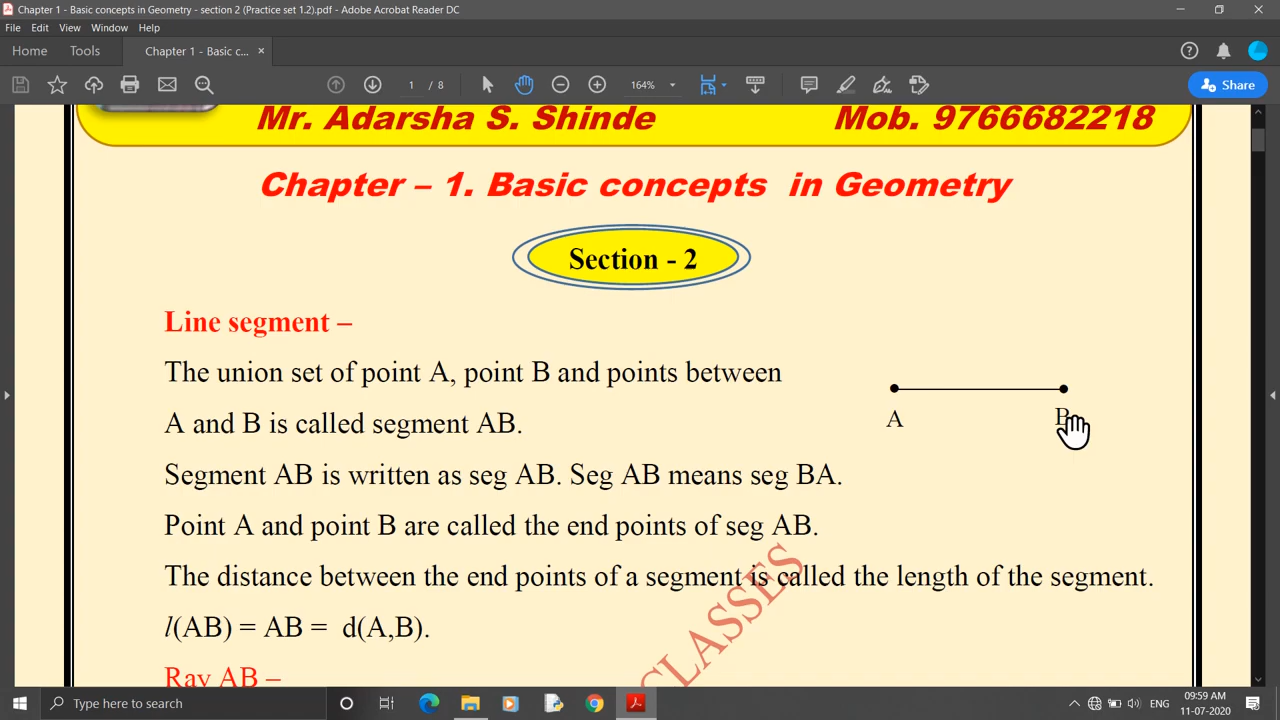 Chapter 1 - Basic concepts in Geometry - section 2 (Practice set 1.2).pdf - Adobe Acrobat Reader DC
File Edit View Window Help
Home Tools Chapter 1 - Basic c... ×
1 / 8 164% Share
Mr. Adarsha S. Shinde Mob. 9766682218
Chapter – 1. Basic concepts in Geometry
Section - 2
Line segment –
The union set of point A, point B and points between
A and B is called segment AB.
A B
Segment AB is written as seg AB. Seg AB means seg BA.
Point A and point B are called the end points of seg AB.
The distance between the end points of a segment is called the length of the segment.
l(AB) = AB = d(A,B).
CLASSES
Ray AB –
Type here to search
ENG
09:59 AM
11-07-2020